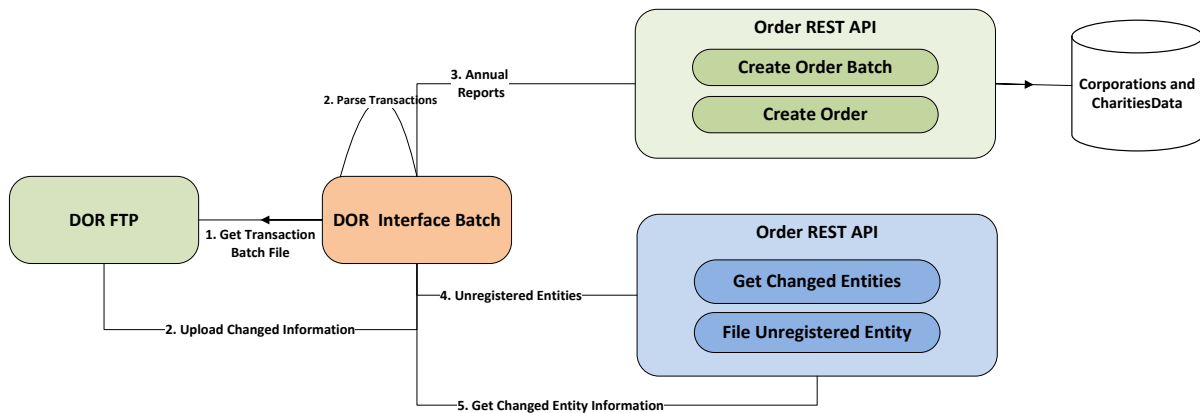 Order REST API
Create Order Batch
Create Order
Corporations and
CharitiesData
3. Annual
Reports
2. Parse Transactions
DOR FTP
1. Get Transaction
Batch File
DOR  Interface Batch
Order REST API
Get Changed Entities
File Unregistered Entity
4. Unregistered Entities
2. Upload Changed Information
5. Get Changed Entity Information